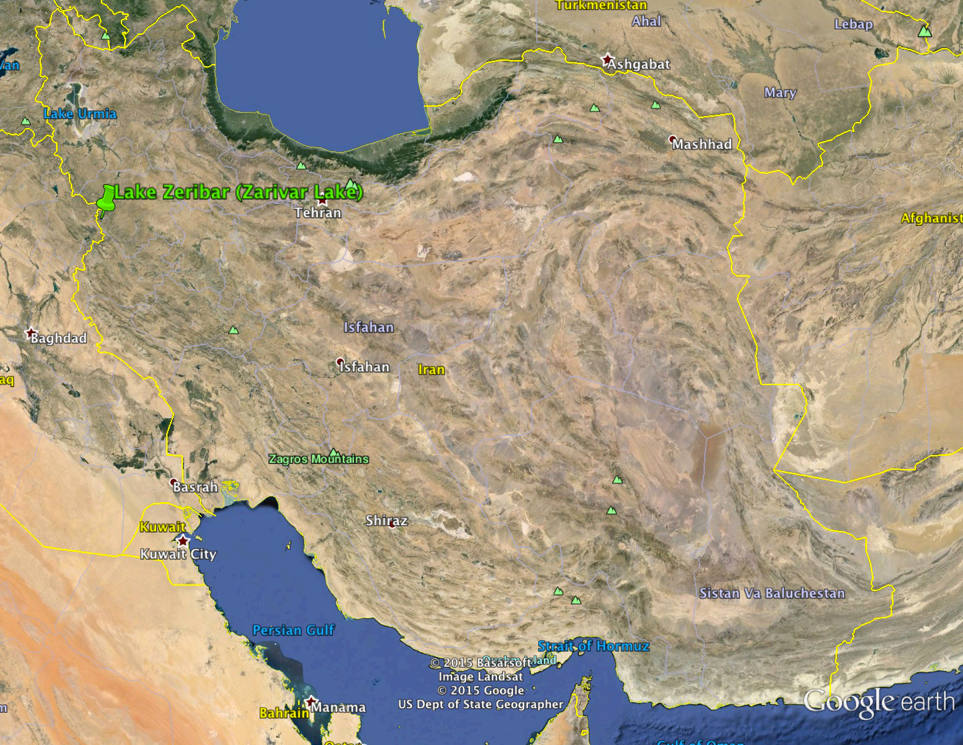 Turkmenistan
Ahal
Lebap
Ashgabat
Mary
Lake Urmia
Mashhad
Lake Zeribar (Zarivar Lake)
Tehran
Afghanist
Isfahan
Baghdad
Isfahan
Iran
aq
Zagros Mountains
Basrah
Shiraz
Kuwait
Kuwait City
Sistan Va Baluchestan
Persian Gulf
Strait of Hormuz
© 2015 Basarsoft
Image Landsat
© 2015 Google
US Dept of State Geographer
Google earth
Manama
Bahrain